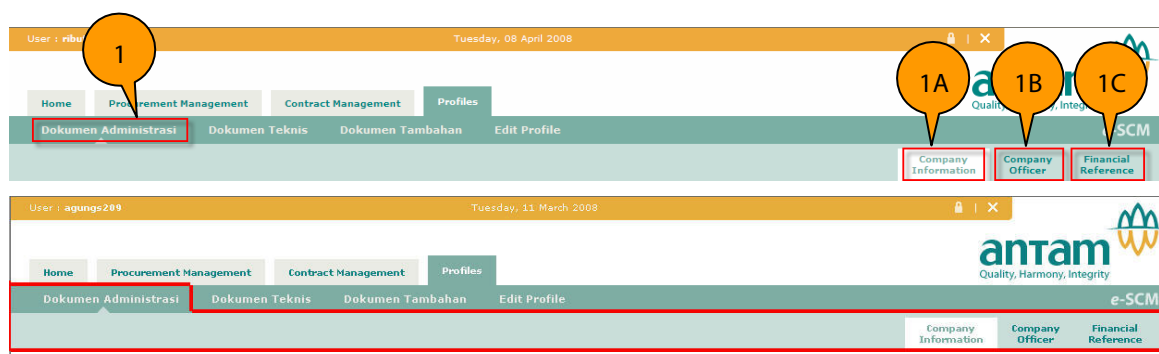 User : ribu
Tuesday, 08 April 2008
1
1A
1B
1C
Home Procurement Management Contract Management Profiles
Quality, Harmony, Integrity
Dokumen Administrasi Dokumen Teknis Dokumen Tambahan Edit Profile
e-SCM
Company Information
Company Officer
Financial Reference
User : agungs209
Tuesday, 11 March 2008
antam
Quality, Harmony, Integrity
Home Procurement Management Contract Management Profiles
Dokumen Administrasi Dokumen Teknis Dokumen Tambahan Edit Profile
e-SCM
Company Information
Company Officer
Financial Reference